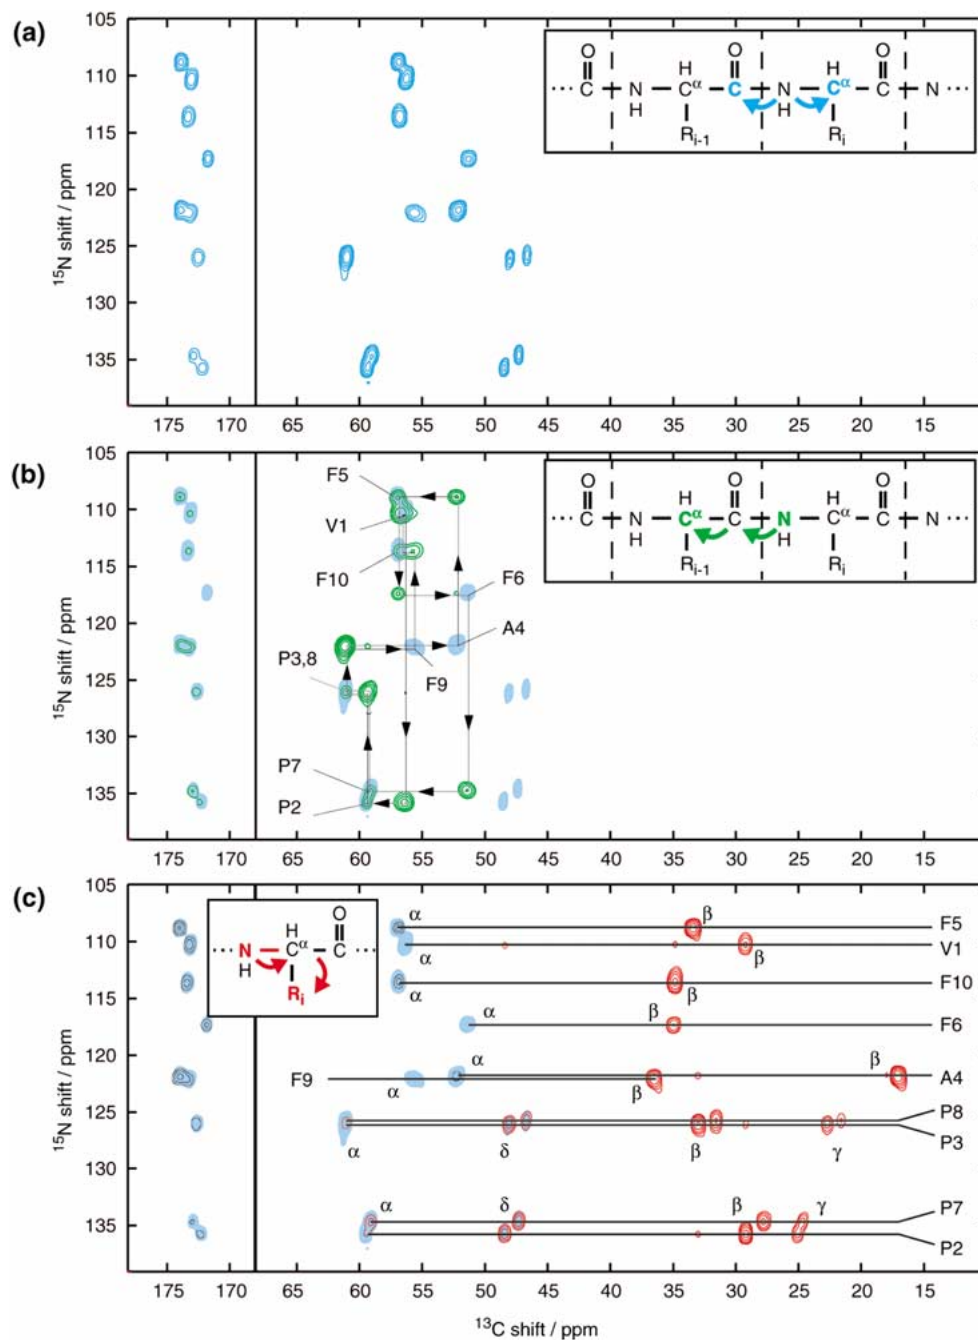 (a)
105
110
115
120
125
130
135
15N shift / ppm
175 170 65 60 55 50 45 40 35 30 25 20 15
O H O H O
··· C N Cα C N Cα C N ···
H Ri-1 H Ri
(b)
105
110
115
120
125
130
135
15N shift / ppm
F5
V1
F10
F6
A4
P3,8
F9
P7
P2
175 170 65 60 55 50 45 40 35 30 25 20 15
O H O H O
··· C N Cα C N Cα C N ···
H Ri-1 H Ri
(c)
105
110
115
120
125
130
135
15N shift / ppm
H O
··· N Cα C ···
H Ri
α β F5
α β V1
α β F10
α β F6
α β A4
F9 α β
P8
α δ β γ P3
α δ β γ P7
P2
175 170 65 60 55 50 45 40 35 30 25 20 15
13C shift / ppm